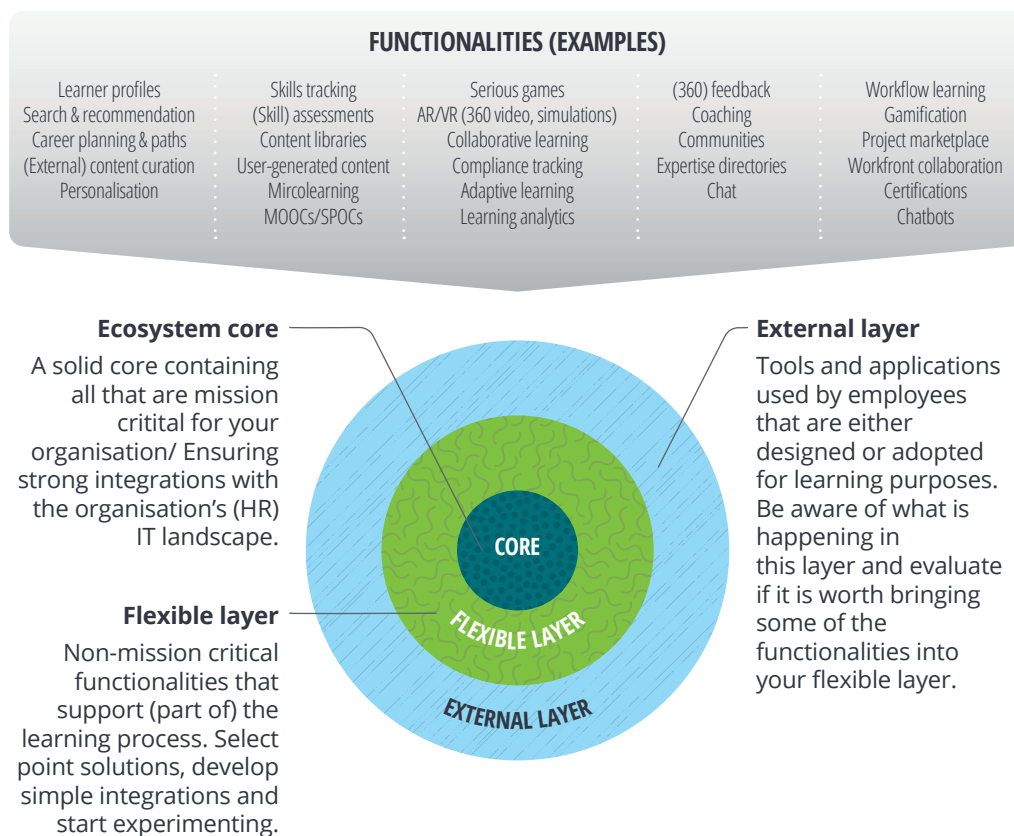 FUNCTIONALITIES (EXAMPLES)
Learner profiles
Search & recommendation
Career planning & paths
(External) content curation
Personalisation
Skills tracking
(Skill) assessments
Content libraries
User-generated content
Mircolearning
MOOCs/SPOCs
Serious games
AR/VR (360 video, simulations)
Collaborative learning
Compliance tracking
Adaptive learning
Learning analytics
(360) feedback
Coaching
Communities
Expertise directories
Chat
Workflow learning
Gamification
Project marketplace
Workfront collaboration
Certifications
Chatbots
Ecosystem core
A solid core containing
all that are mission
critital for your
organisation/ Ensuring
strong integrations with
the organisation’s (HR)
IT landscape.
Flexible layer
Non-mission critical
functionalities that
support (part of) the
learning process. Select
point solutions, develop
simple integrations and
start experimenting.
CORE
FLEXIBLE LAYER
EXTERNAL LAYER
External layer
Tools and applications
used by employees
that are either
designed or adopted
for learning purposes.
Be aware of what is
happening in
this layer and evaluate
if it is worth bringing
some of the
functionalities into
your flexible layer.